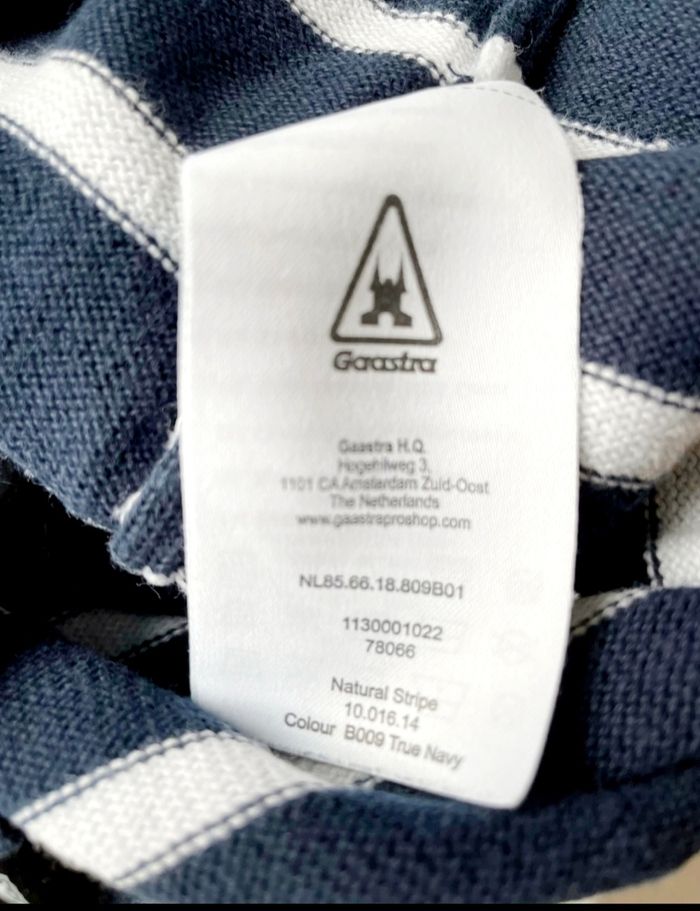 Gaastra
Gaastra H.Q.
Hogehilweg 3,
1101 CA Amsterdam Zuid-Oost
The Netherlands
www.gaastraproshop.com
NL85.66.18.809B01
1130001022
78066
Natural Stripe
10.016.14
Colour B009 True Navy